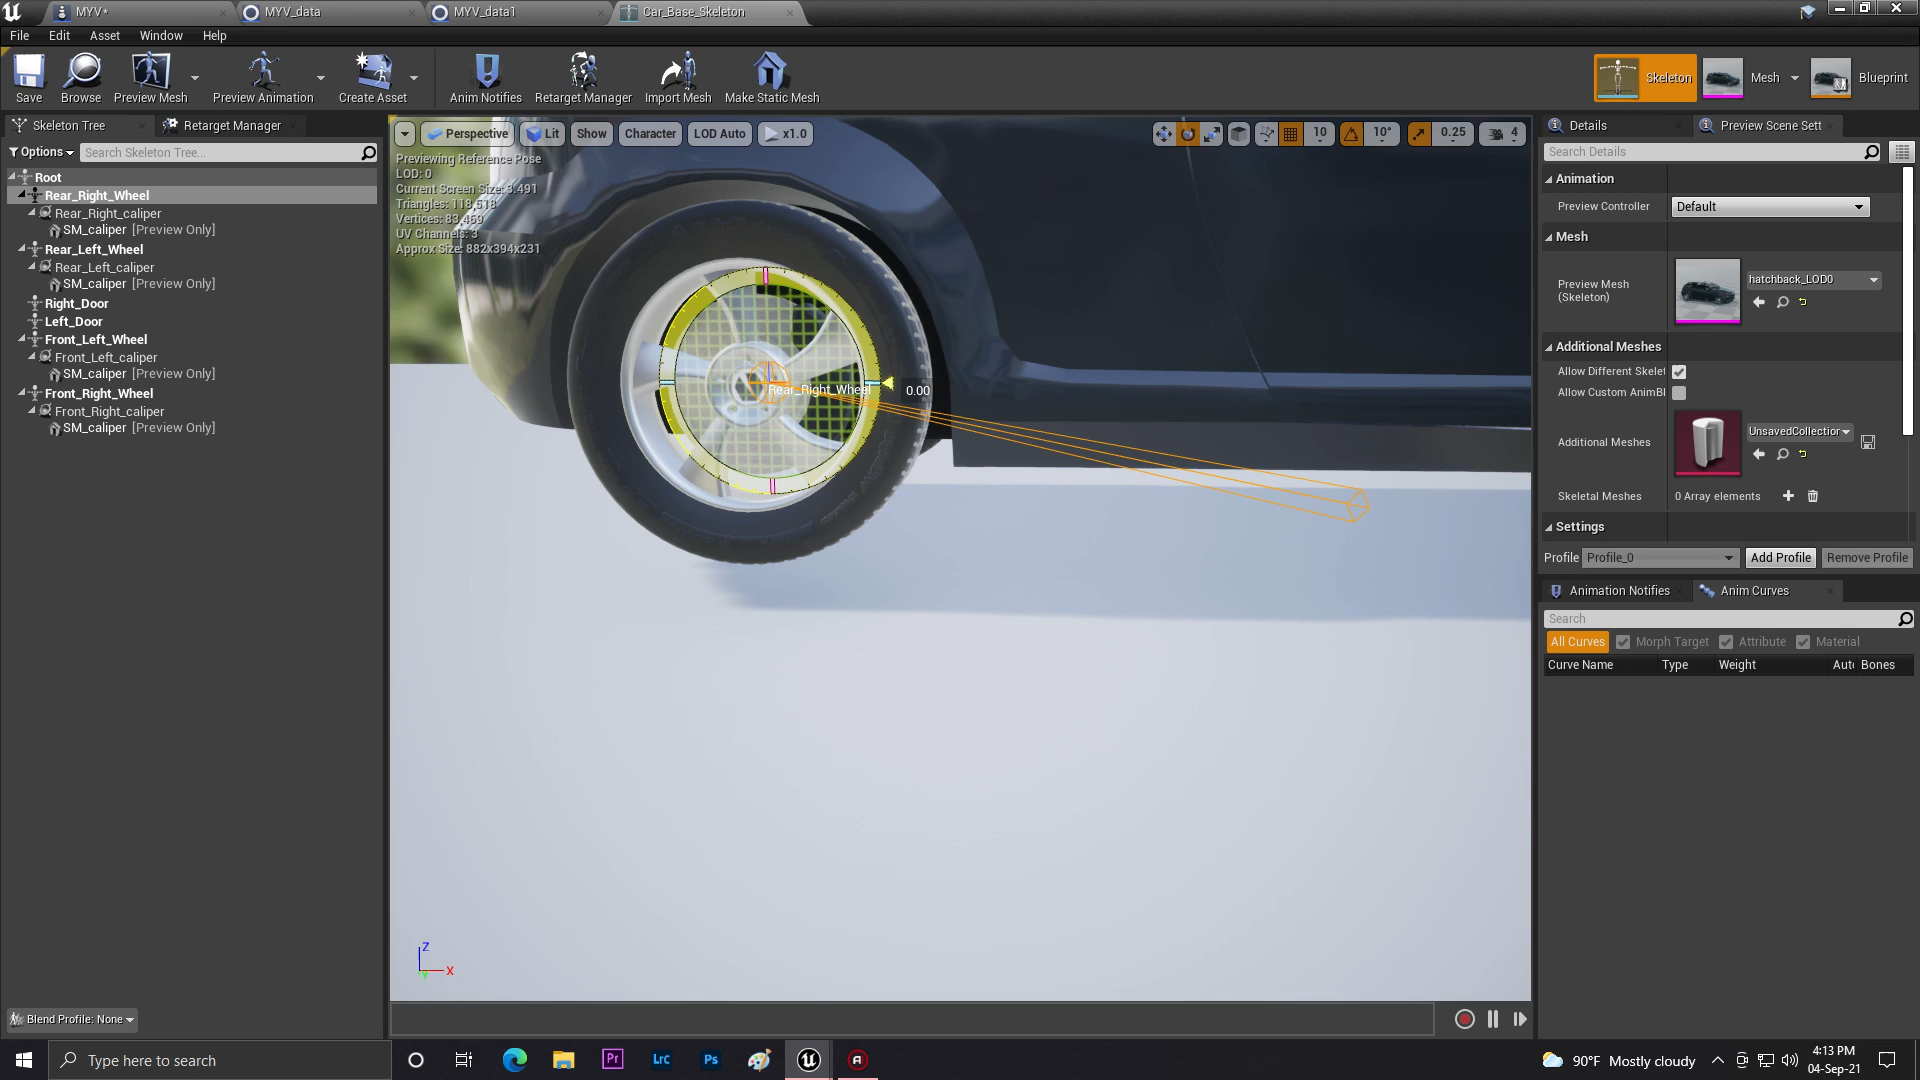 MYV*
MYV_data
MYV_data1
Car_Base_Skeleton
File Edit Asset Window Help
Save
Browse
Preview Mesh
Preview Animation
Create Asset
Anim Notifies
Retarget Manager
Import Mesh
Make Static Mesh
Skeleton
Mesh
Blueprint
Skeleton Tree
Retarget Manager
Options
Search Skeleton Tree...
Root
Rear_Right_Wheel
Rear_Right_caliper
SM_caliper [Preview Only]
Rear_Left_Wheel
Rear_Left_caliper
SM_caliper [Preview Only]
Right_Door
Left_Door
Front_Left_Wheel
Front_Left_caliper
SM_caliper [Preview Only]
Front_Right_Wheel
Front_Right_caliper
SM_caliper [Preview Only]
Blend Profile: None
Perspective
Lit
Show
Character
LOD Auto
x1.0
10
10°
0.25
4
Previewing Reference Pose
LOD: 0
Current Screen Size: 3.491
Triangles: 118,518
Vertices: 83,469
UV Channels: 3
Approx Size: 882x394x231
Rear_Right_Wheel
0.00
Z
X
Y
Details
Preview Scene Sett
Search Details
Animation
Preview Controller
Default
Mesh
Preview Mesh
(Skeleton)
hatchback_LOD0
Additional Meshes
Allow Different Skelet
Allow Custom AnimBl
Additional Meshes
UnsavedCollection
Skeletal Meshes
0 Array elements
Settings
Profile
Profile_0
Add Profile
Remove Profile
Animation Notifies
Anim Curves
Search
All Curves
Morph Target
Attribute
Material
Curve Name
Type
Weight
Aut
Bones
Type here to search
Pr
Lrc
Ps
90°F Mostly cloudy
4:13 PM
04-Sep-21